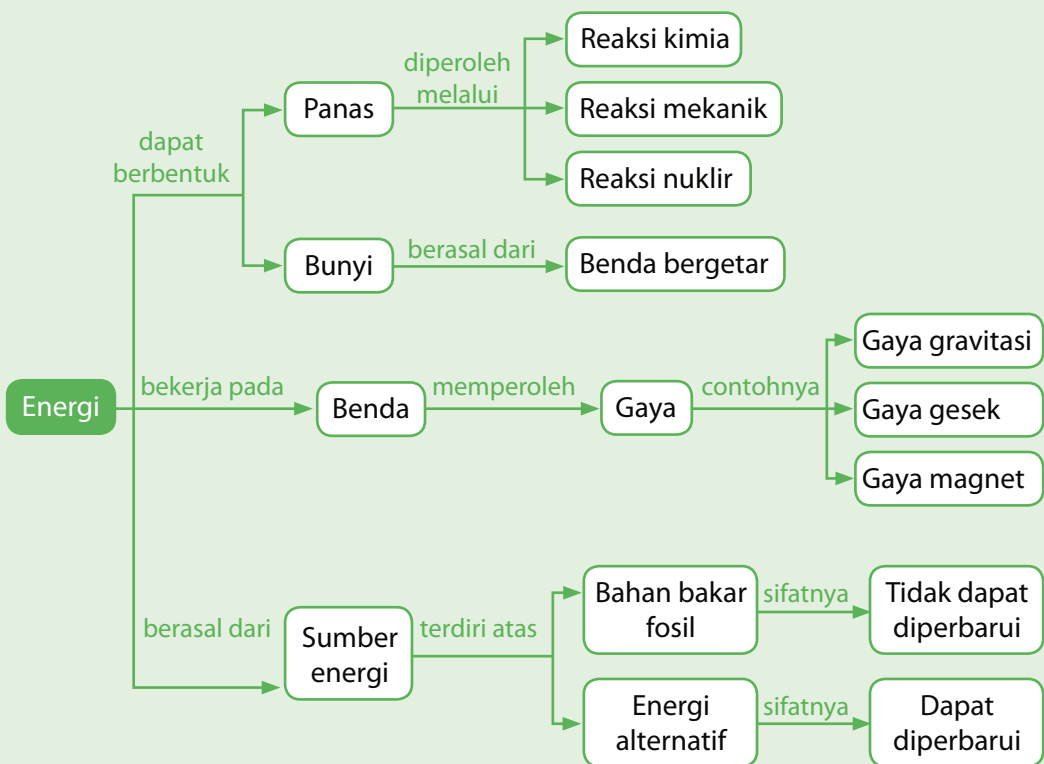 Reaksi kimia
diperoleh
melalui
Panas
Reaksi mekanik
dapat
berbentuk
Reaksi nuklir
Bunyi
berasal dari
Benda bergetar
Gaya gravitasi
Energi
bekerja pada
Benda
memperoleh
Gaya
contohnya
Gaya gesek
Gaya magnet
berasal dari
Sumber
energi
terdiri atas
Bahan bakar
fosil
sifatnya
Tidak dapat
diperbarui
Energi
alternatif
sifatnya
Dapat
diperbarui